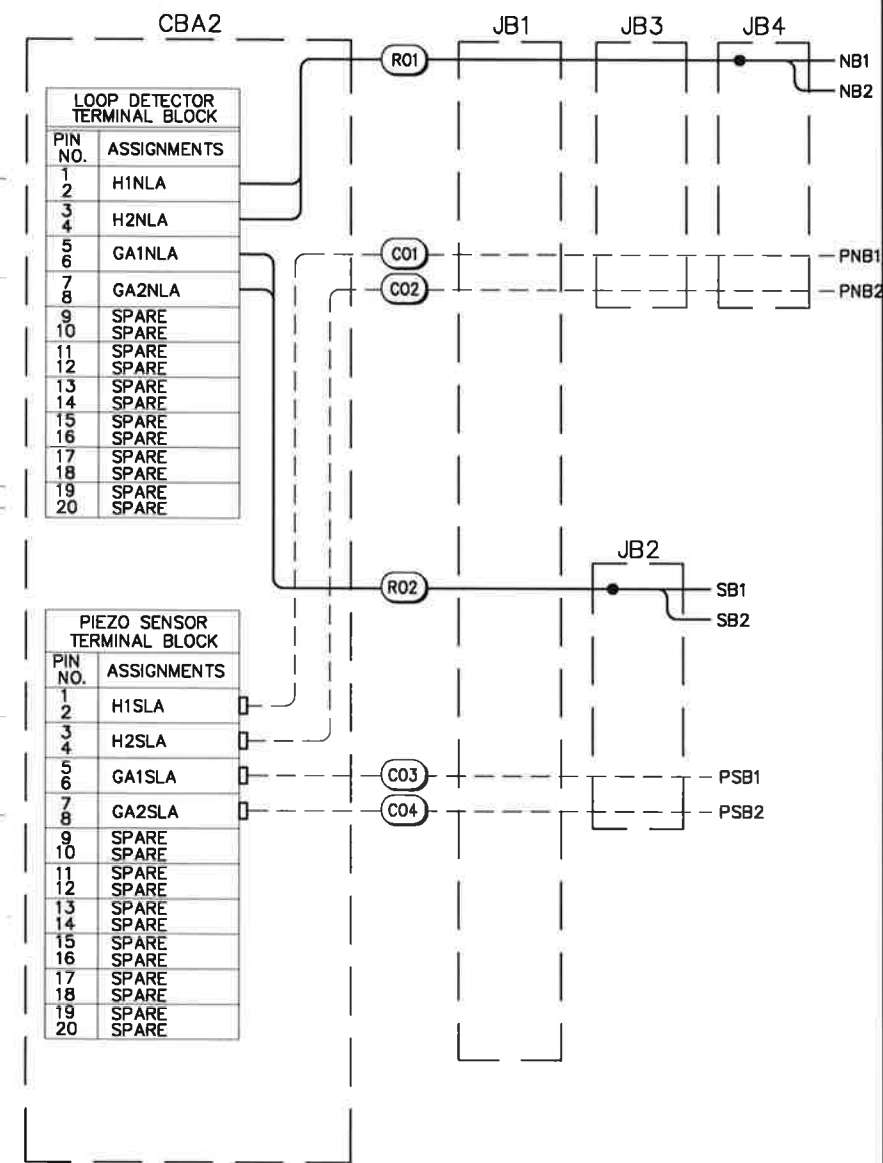 CBA2
JB1
JB3
JB4
R01
NB1
NB2
LOOP DETECTOR
TERMINAL BLOCK
PIN NO. ASSIGNMENTS
1
2 H1NLA
3
4 H2NLA
5
6 GA1NLA
7
8 GA2NLA
9 SPARE
10 SPARE
11 SPARE
12 SPARE
13 SPARE
14 SPARE
15 SPARE
16 SPARE
17 SPARE
18 SPARE
19 SPARE
20 SPARE
C01
PNB1
C02
PNB2
JB2
R02
SB1
SB2
PIEZO SENSOR
TERMINAL BLOCK
PIN NO. ASSIGNMENTS
1
2 H1SLA
3
4 H2SLA
5
6 GA1SLA
7
8 GA2SLA
9 SPARE
10 SPARE
11 SPARE
12 SPARE
13 SPARE
14 SPARE
15 SPARE
16 SPARE
17 SPARE
18 SPARE
19 SPARE
20 SPARE
C03
PSB1
C04
PSB2